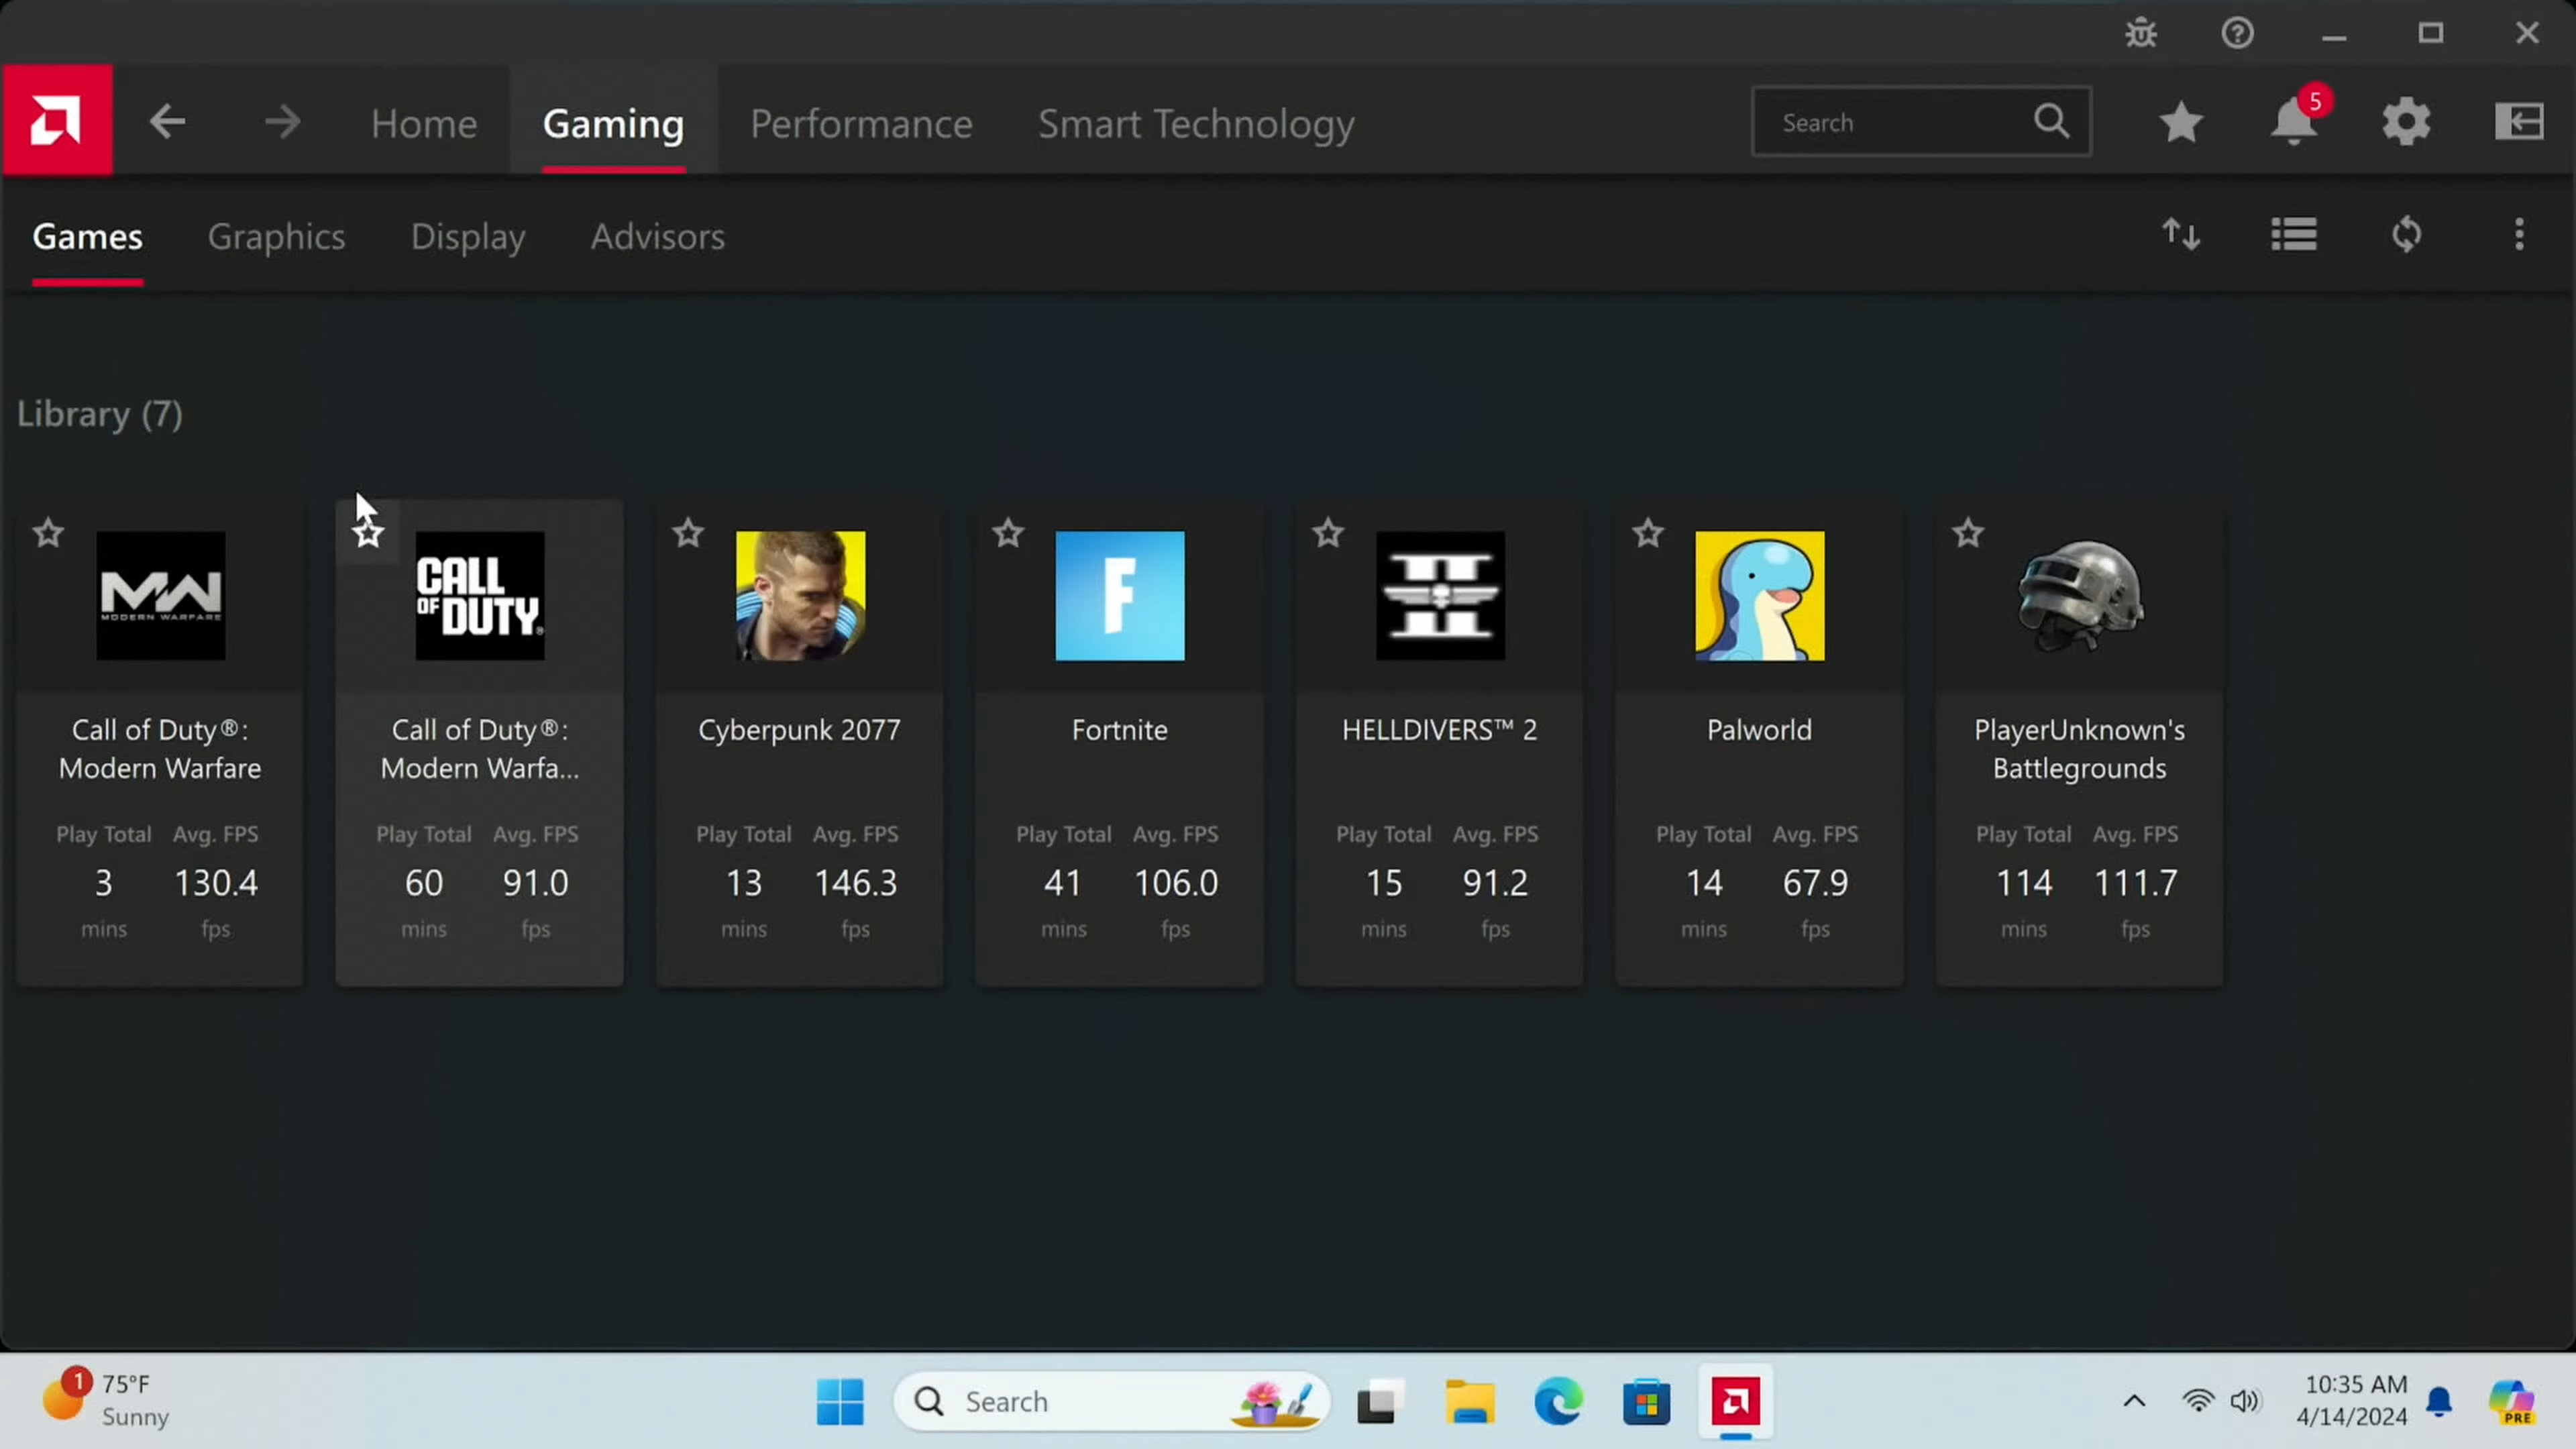 Home Gaming Performance Smart Technology Search 5
Games Graphics Display Advisors
Library (7)
MW
MODERN WARFARE
Call of Duty®:
Modern Warfare
Play Total Avg. FPS
3 130.4
mins fps
CALL
OF DUTY®
Call of Duty®:
Modern Warfa...
Play Total Avg. FPS
60 91.0
mins fps
Cyberpunk 2077
Play Total Avg. FPS
13 146.3
mins fps
F
Fortnite
Play Total Avg. FPS
41 106.0
mins fps
II
HELLDIVERS™ 2
Play Total Avg. FPS
15 91.2
mins fps
Palworld
Play Total Avg. FPS
14 67.9
mins fps
PlayerUnknown's
Battlegrounds
Play Total Avg. FPS
114 111.7
mins fps
1 75°F
Sunny
Search
10:35 AM
4/14/2024
PRE